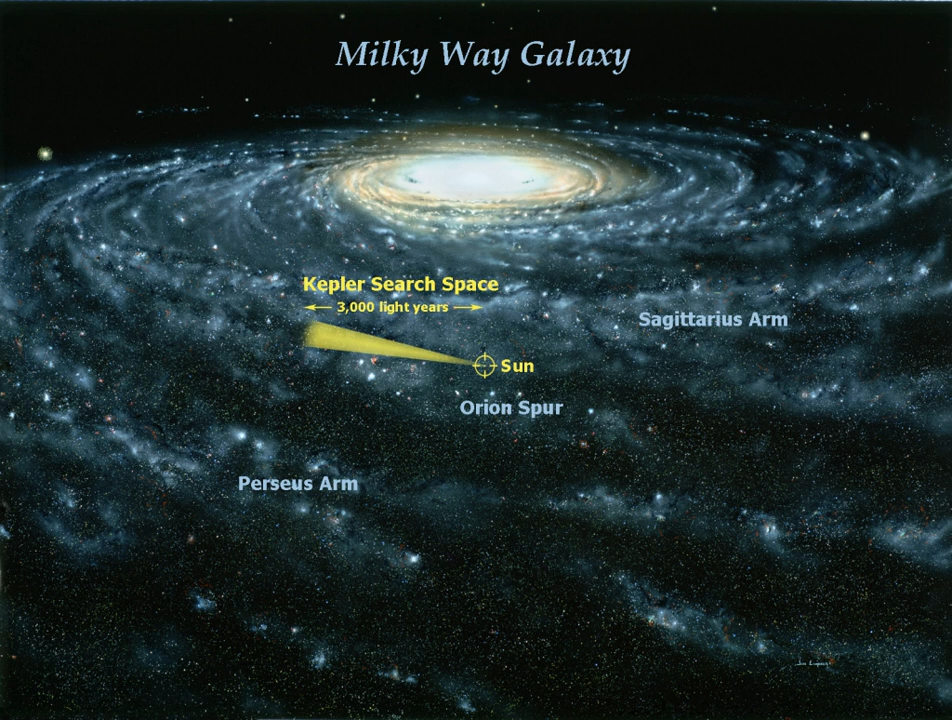 Milky Way Galaxy
Kepler Search Space
3,000 light years
Sagittarius Arm
Sun
Orion Spur
Perseus Arm